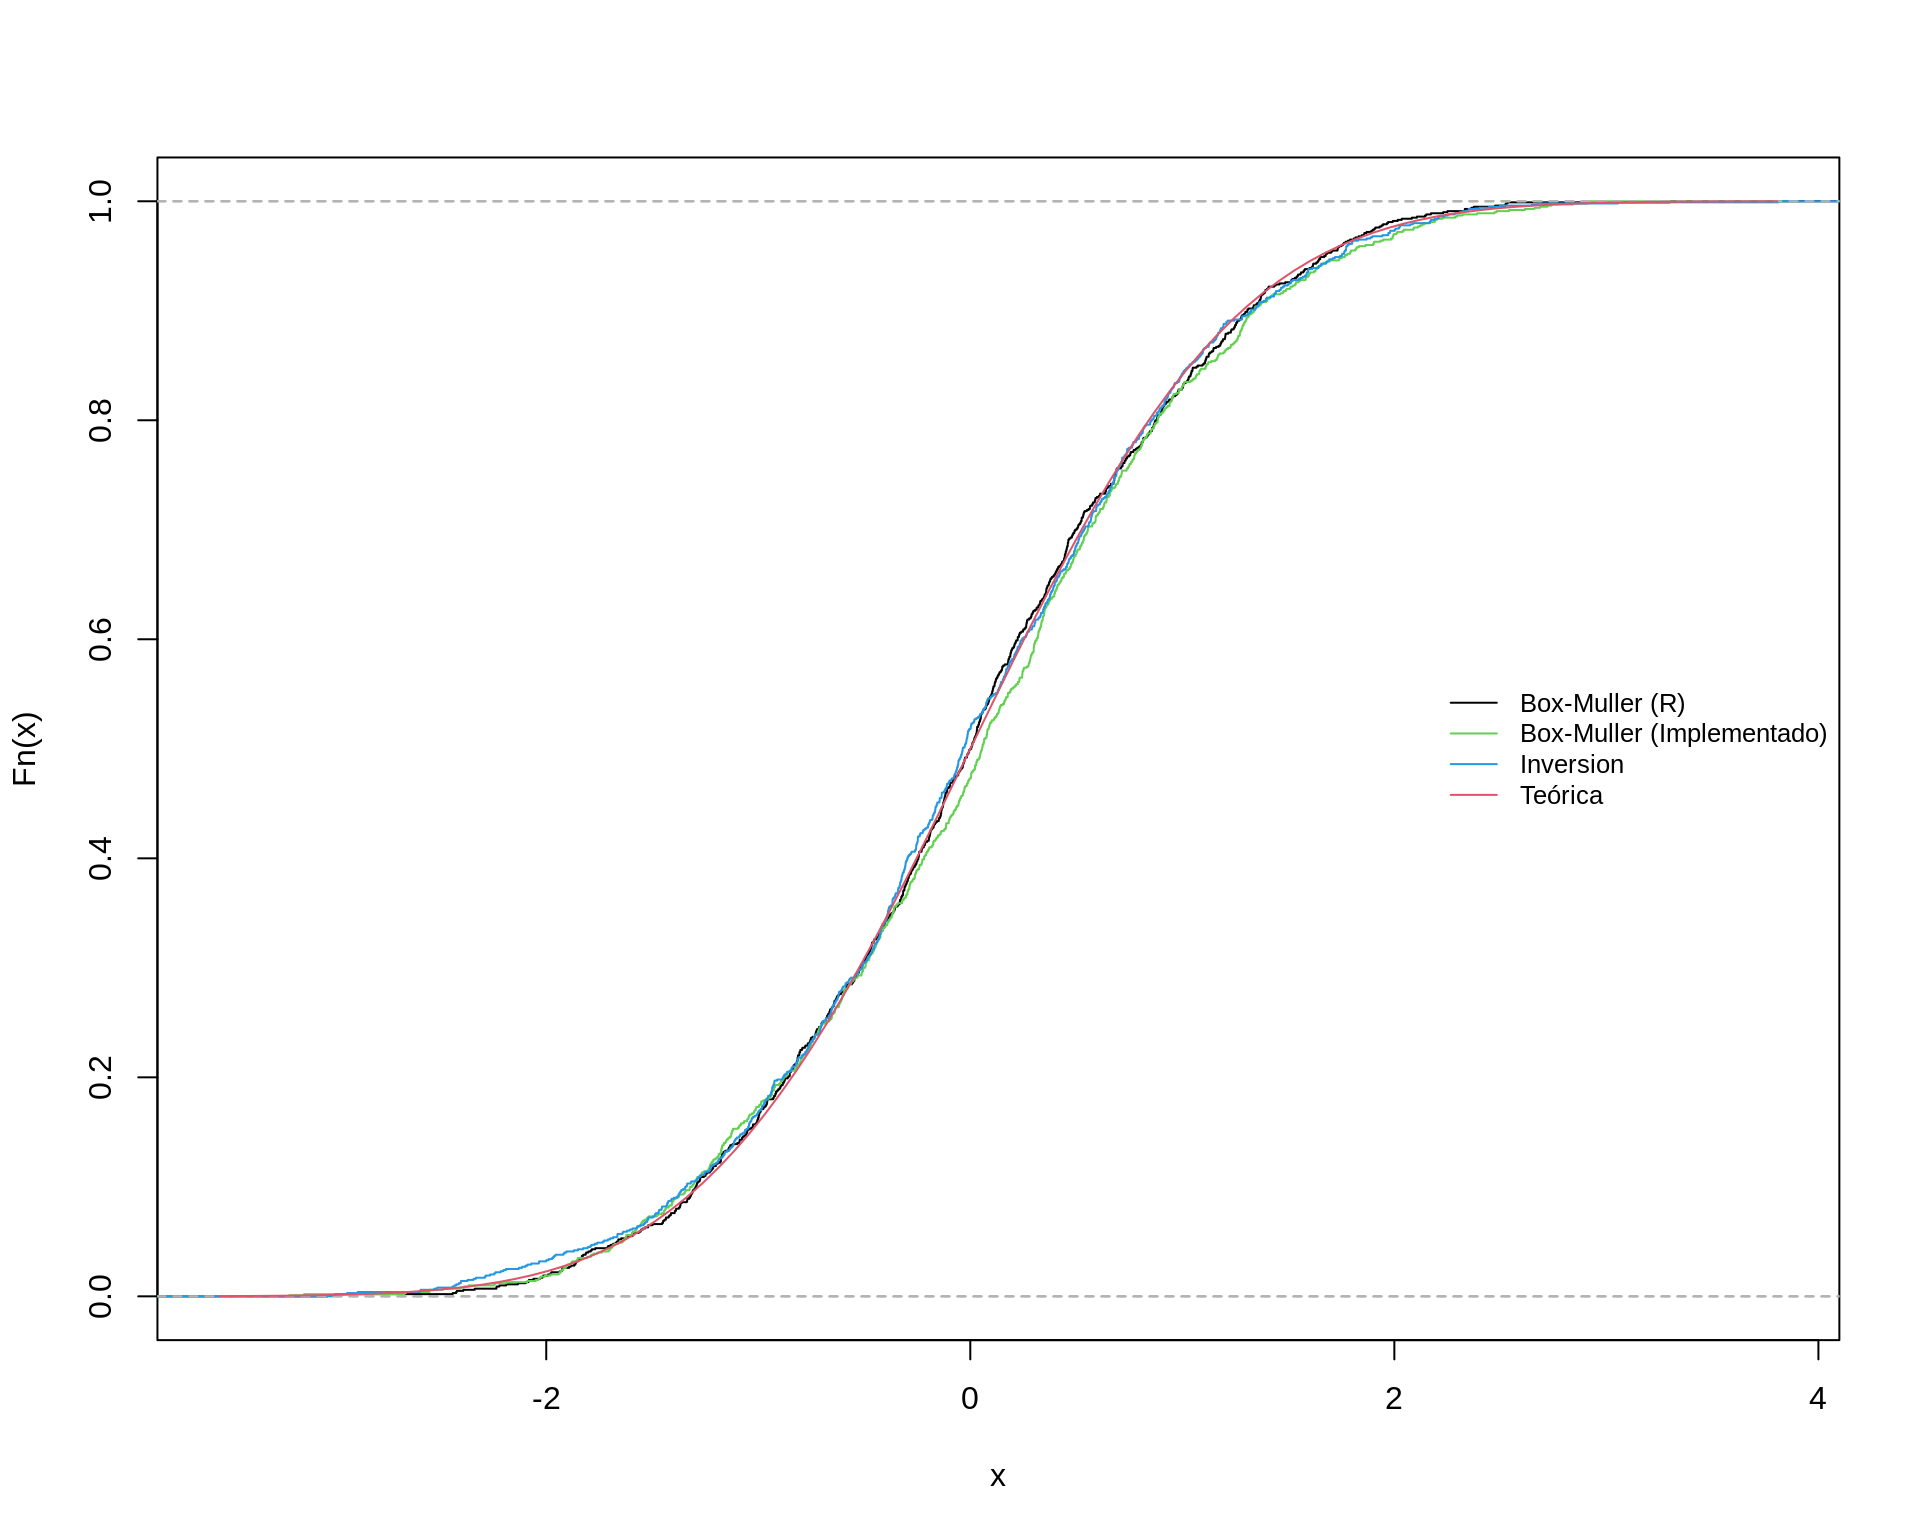 Fn(x)
1.0
0.8
0.6
0.4
0.2
0.0
Box-Muller (R)
Box-Muller (Implementado)
Inversion
Teórica
-2
0
2
4
x